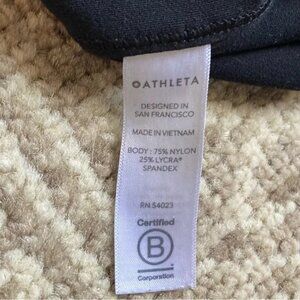 ATHLETA
DESIGNED IN
SAN FRANCISCO
MADE IN VIETNAM
BODY: 75% NYLON
25% LYCRA®
SPANDEX
RN 54023
Certified
B
Corporation